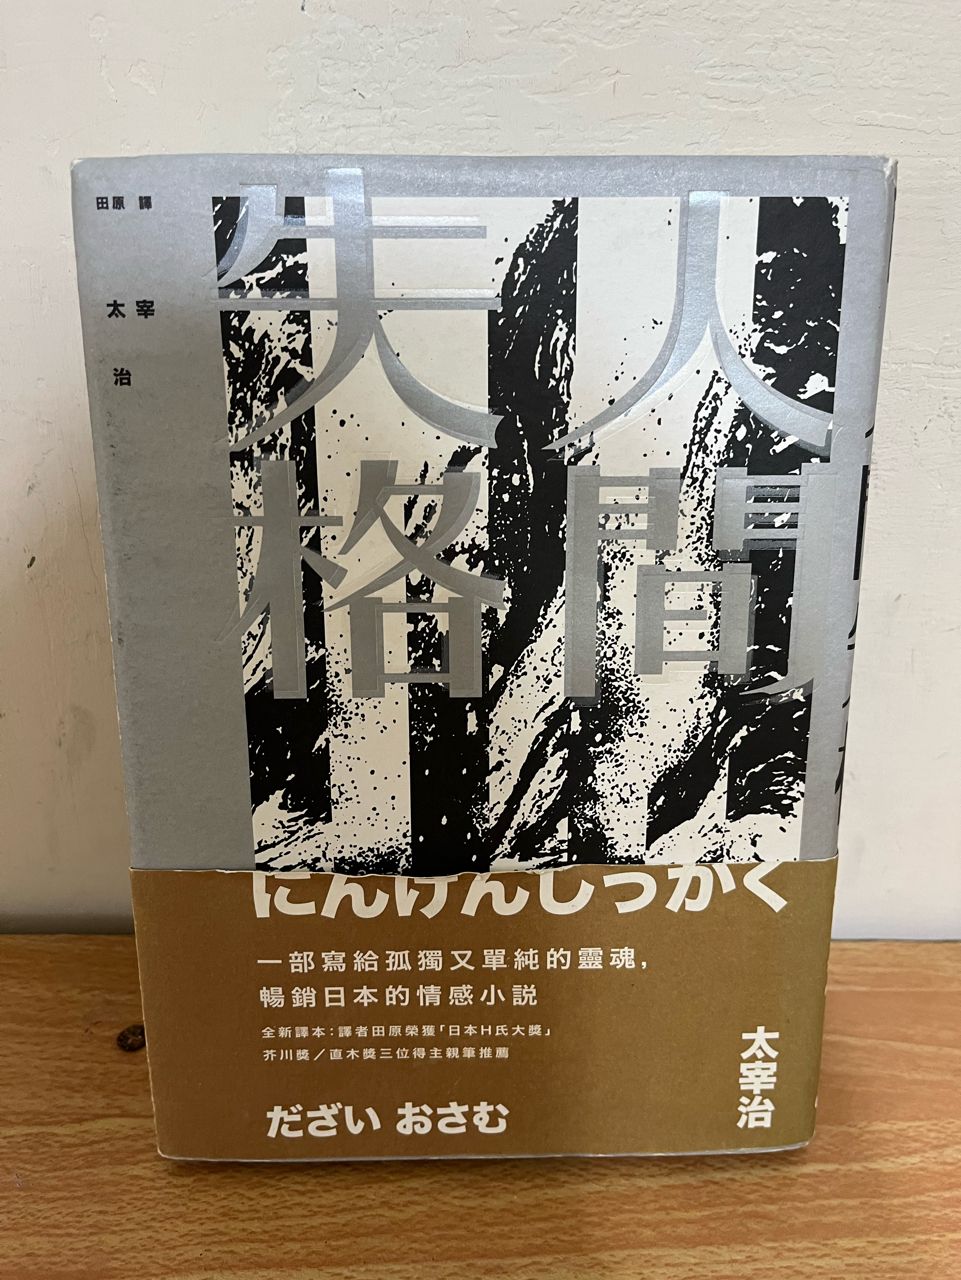 田原 譯
太宰
治
人間
失格
にんげんしっかく
一部寫給孤獨又單純的靈魂,
暢銷日本的情感小説
全新譯本:譯者田原榮獲「日本H氏大獎」
芥川獎/直木獎三位得主親筆推薦
だざい おさむ
太宰治